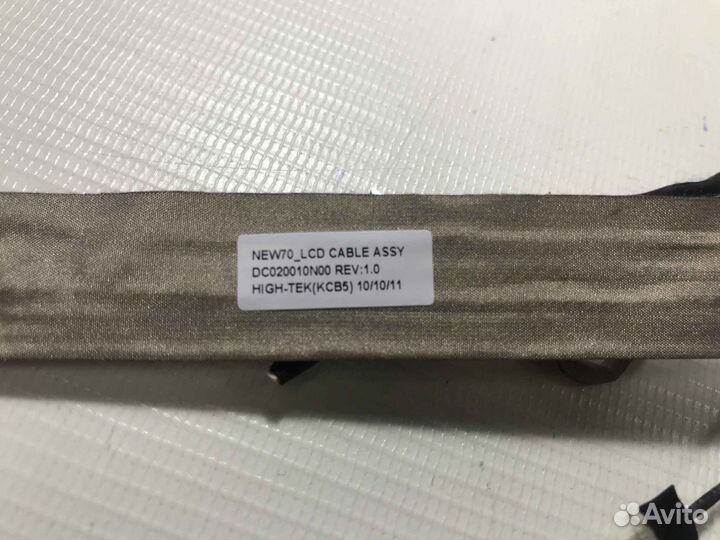 NEW70_LCD CABLE ASSY
DC020010N00 REV:1.0
HIGH-TEK(KCB5) 10/10/11
Avito